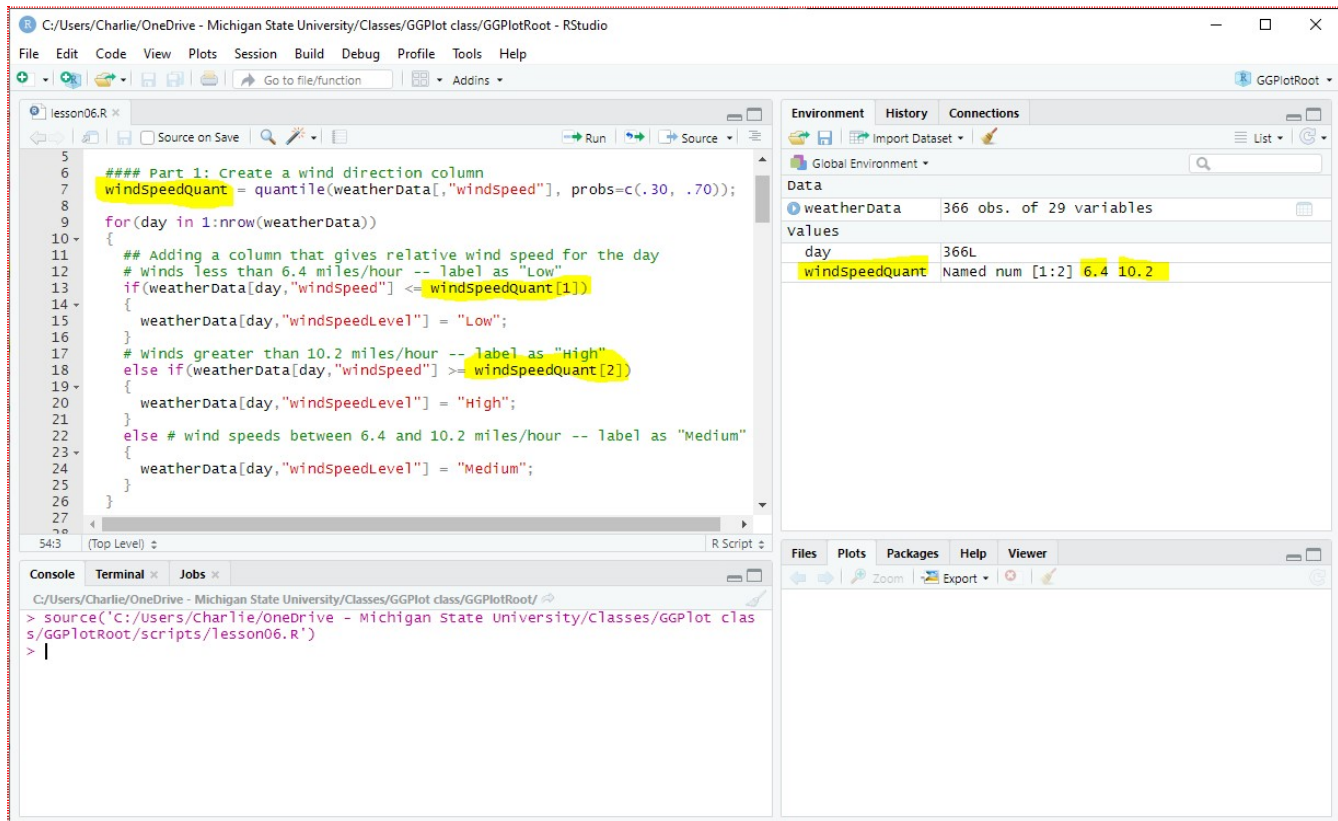 C:/Users/Charlie/OneDrive - Michigan State University/Classes/GGPlot class/GGPlotRoot - RStudio
File Edit Code View Plots Session Build Debug Profile Tools Help
Go to file/function Addins GGPlotRoot
lesson06.R
Source on Save Run Source
5
6 #### Part 1: Create a wind direction column
7 windSpeedQuant = quantile(weatherData[,"windSpeed"], probs=c(.30, .70));
8
9 for(day in 1:nrow(weatherData))
10 {
11 ## Adding a column that gives relative wind speed for the day
12 # Winds less than 6.4 miles/hour -- label as "Low"
13 if(weatherData[day,"windSpeed"] <= windSpeedQuant[1])
14 {
15 weatherData[day,"windSpeedLevel"] = "Low";
16 }
17 # Winds greater than 10.2 miles/hour -- label as "High"
18 else if(weatherData[day,"windSpeed"] >= windSpeedQuant[2])
19 {
20 weatherData[day,"windSpeedLevel"] = "High";
21 }
22 else # wind speeds between 6.4 and 10.2 miles/hour -- label as "Medium"
23 {
24 weatherData[day,"windSpeedLevel"] = "Medium";
25 }
26 }
27
54:3 (Top Level) R Script
Console Terminal Jobs
C:/Users/Charlie/OneDrive - Michigan State University/Classes/GGPlot class/GGPlotRoot/
> source('C:/Users/Charlie/OneDrive - Michigan State University/Classes/GGPlot clas
s/GGPlotRoot/scripts/lesson06.R')
>
Environment History Connections
Import Dataset List
Global Environment
Data
weatherData 366 obs. of 29 variables
Values
day 366L
windSpeedQuant Named num [1:2] 6.4 10.2
Files Plots Packages Help Viewer
Zoom Export